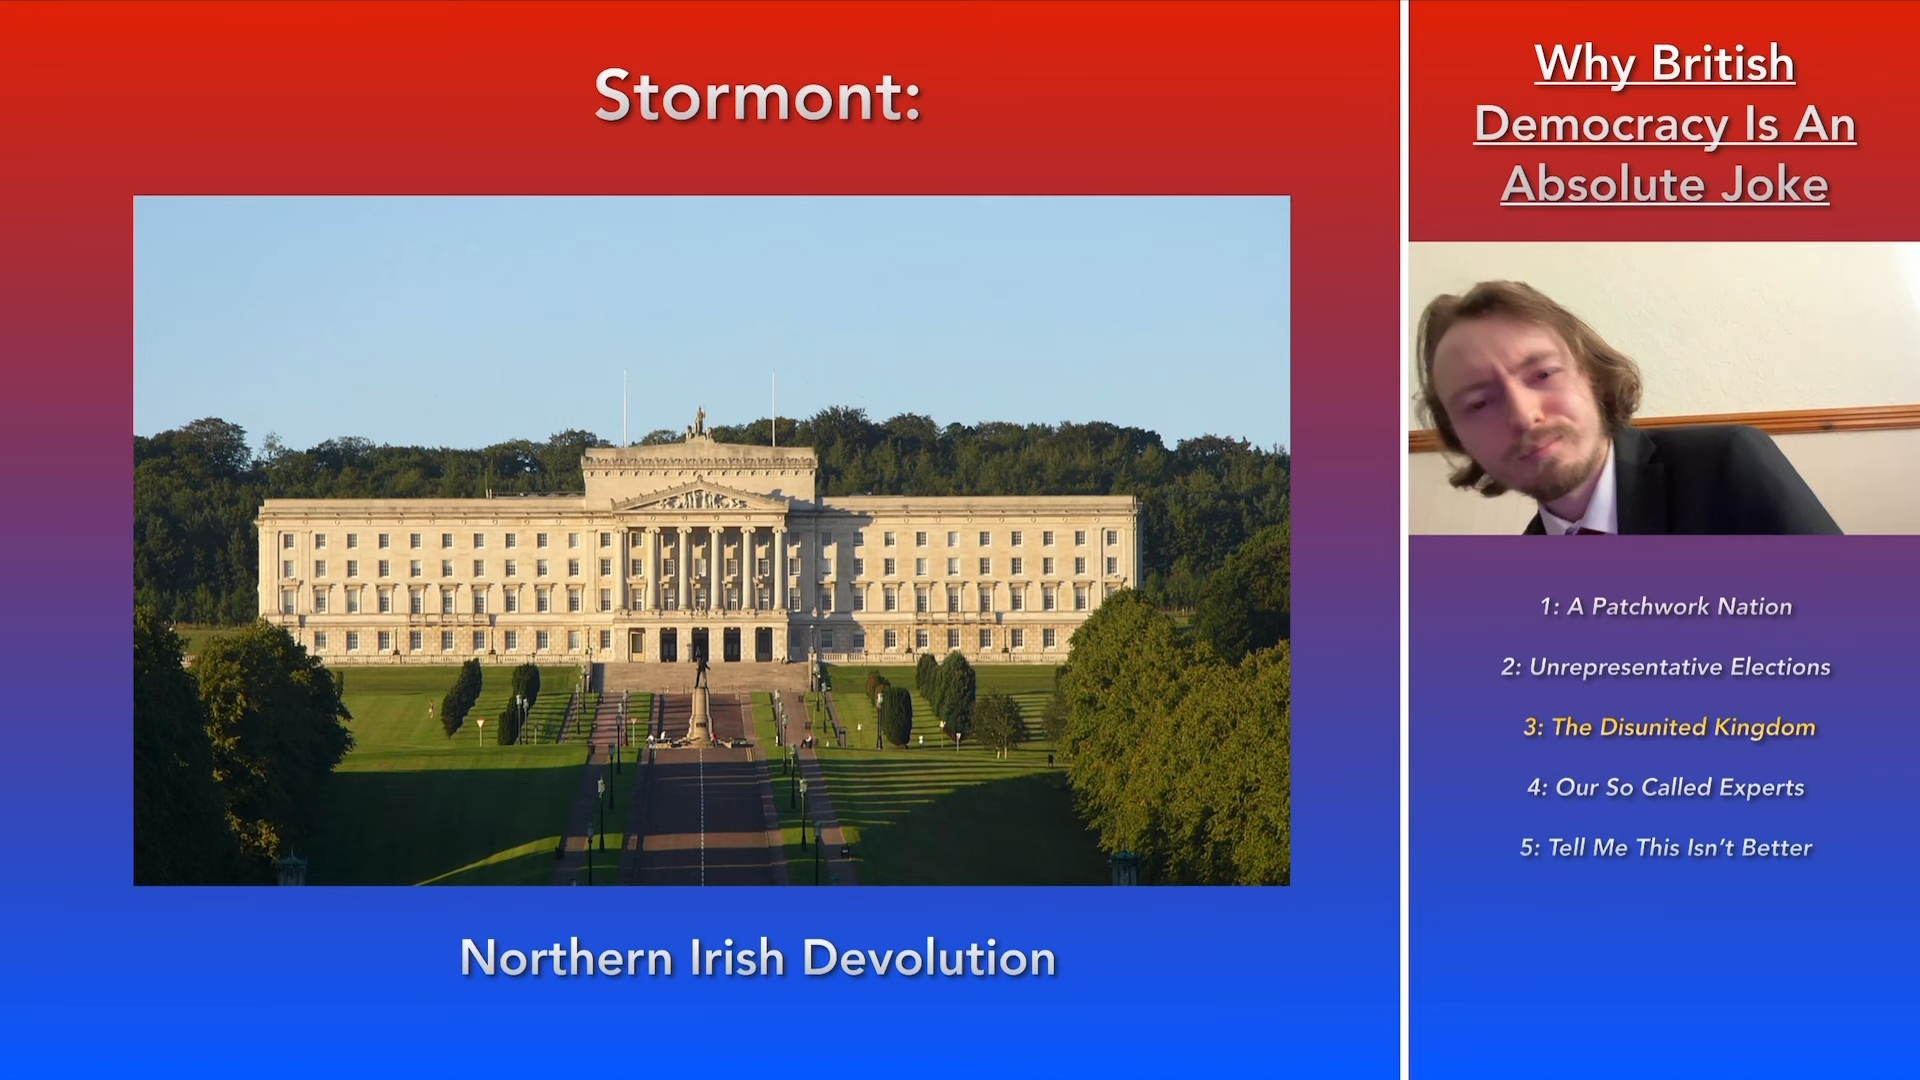 Stormont:
Northern Irish Devolution
Why British
Democracy Is An
Absolute Joke
1: A Patchwork Nation
2: Unrepresentative Elections
3: The Disunited Kingdom
4: Our So Called Experts
5: Tell Me This Isn’t Better